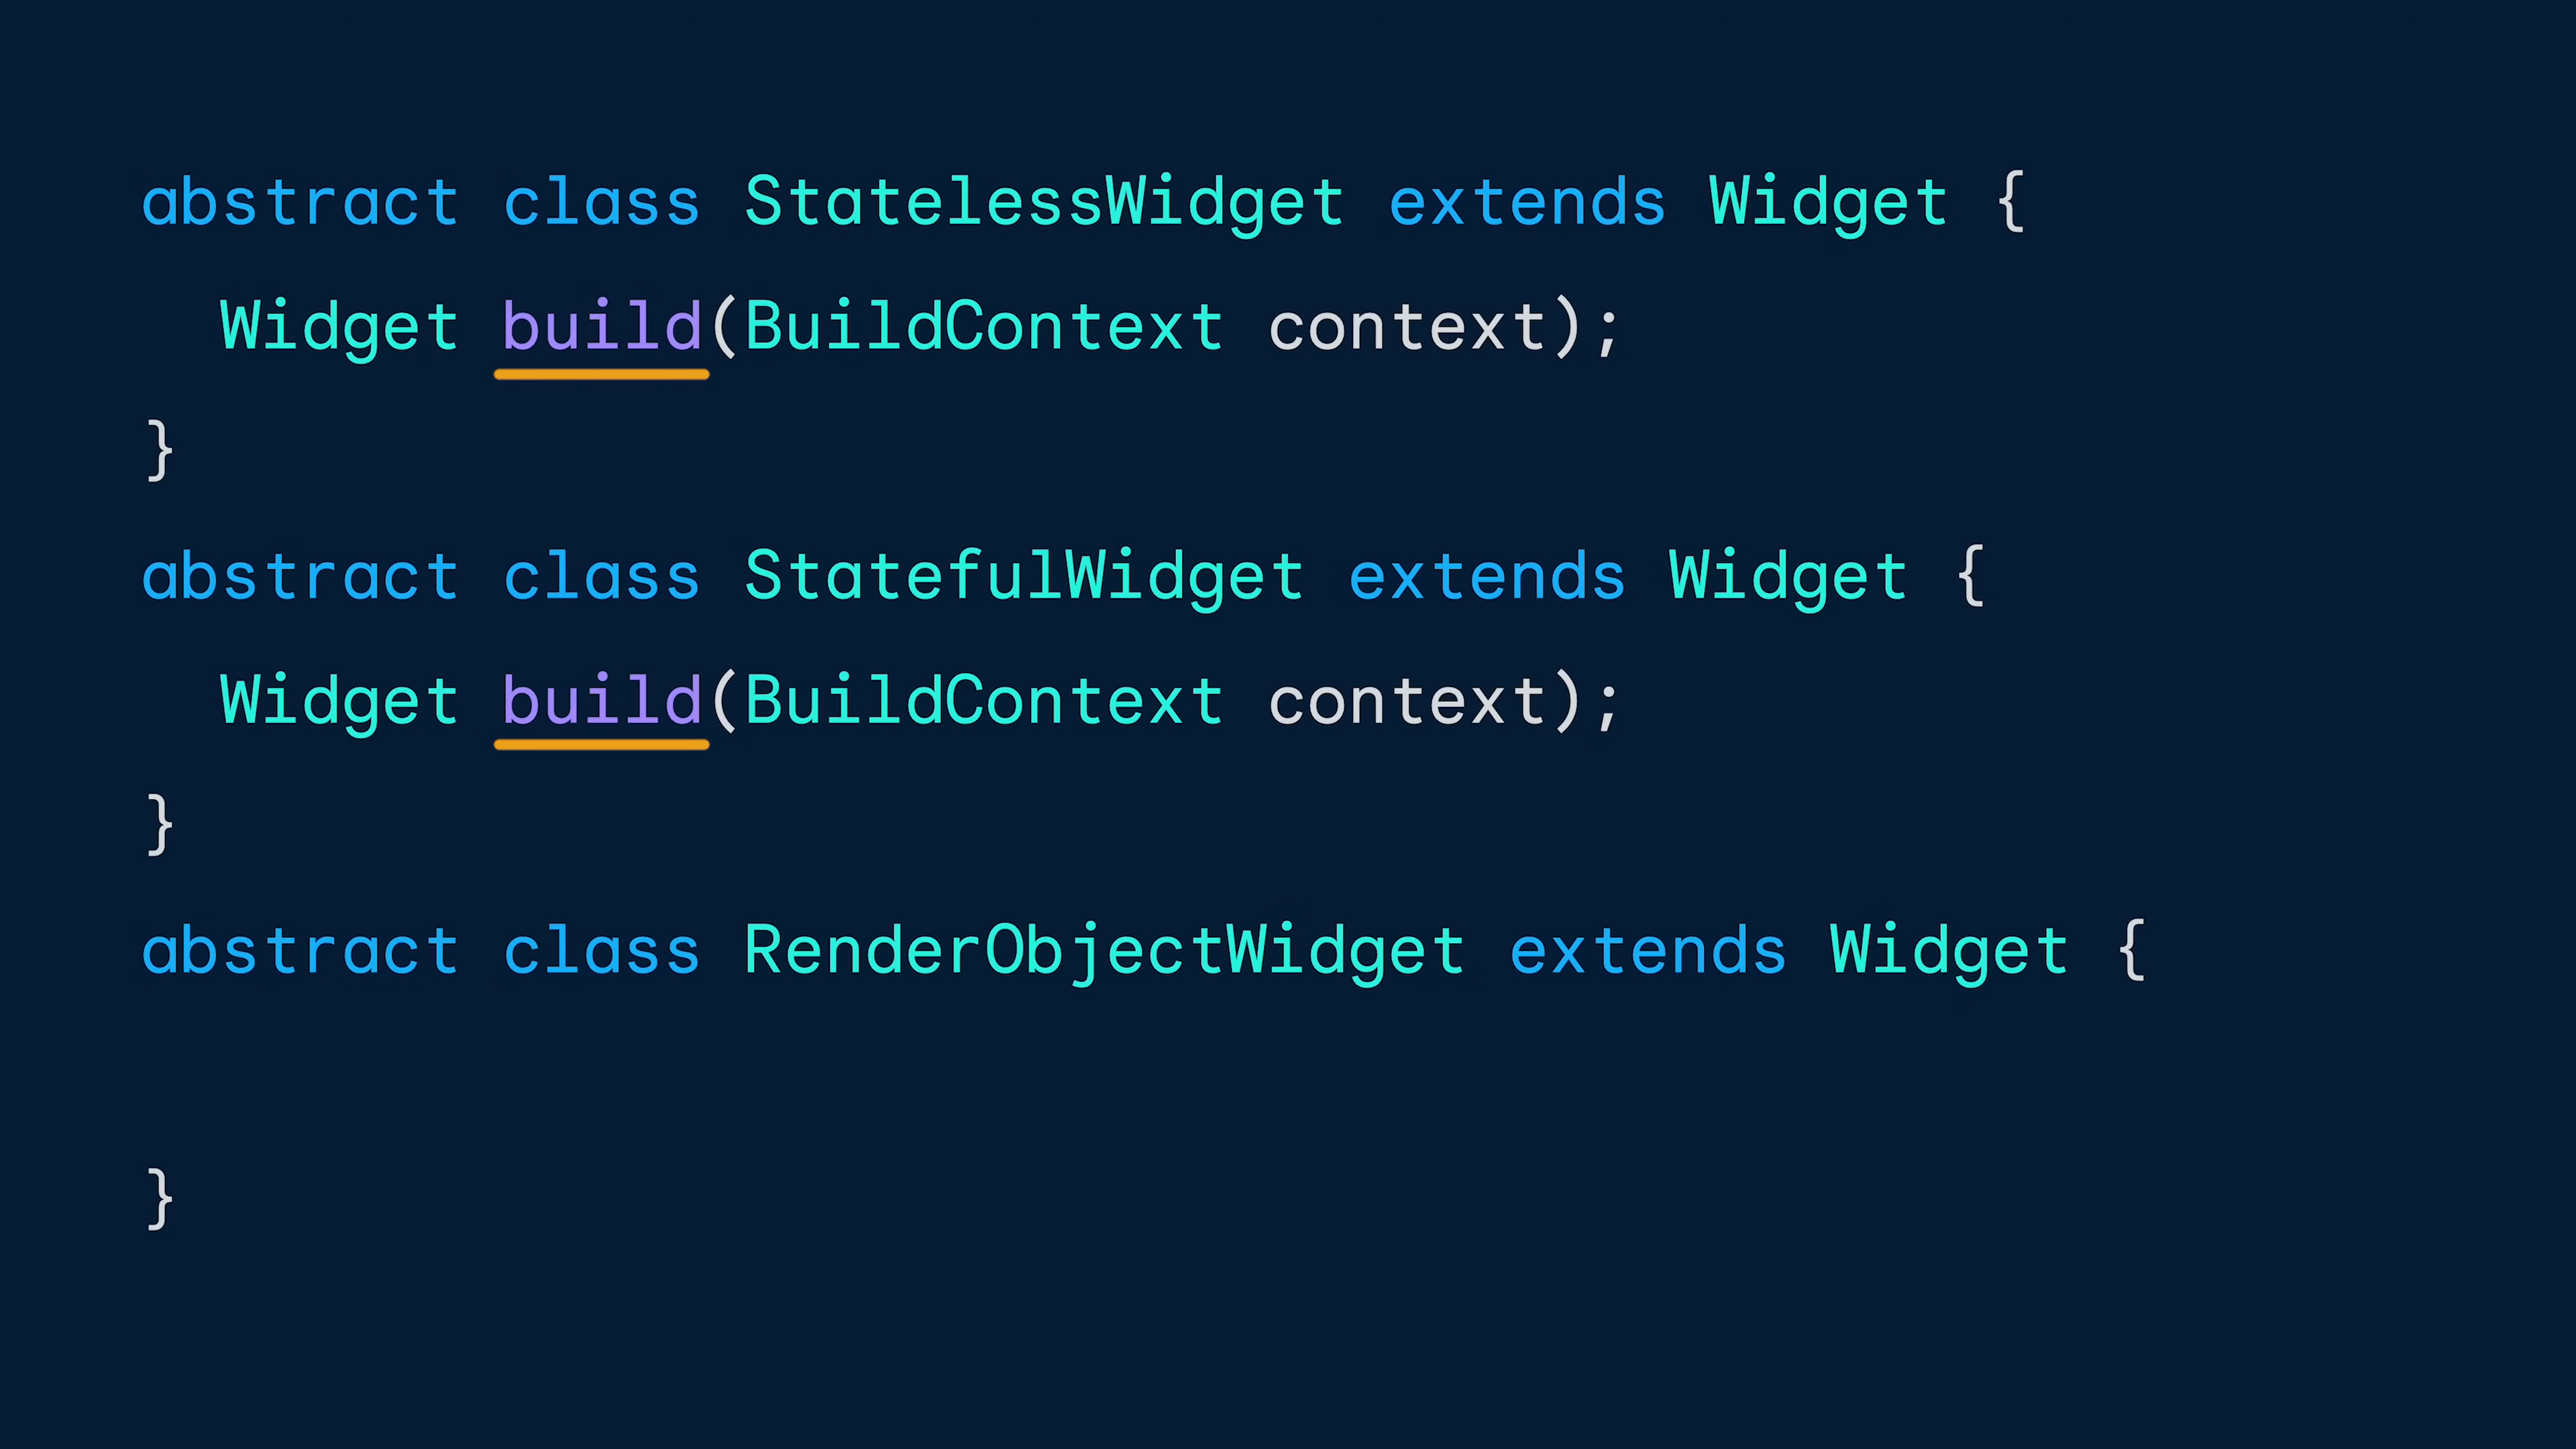 abstract class StatelessWidget extends Widget {
  Widget build(BuildContext context);
}
abstract class StatefulWidget extends Widget {
  Widget build(BuildContext context);
}
abstract class RenderObjectWidget extends Widget {
}